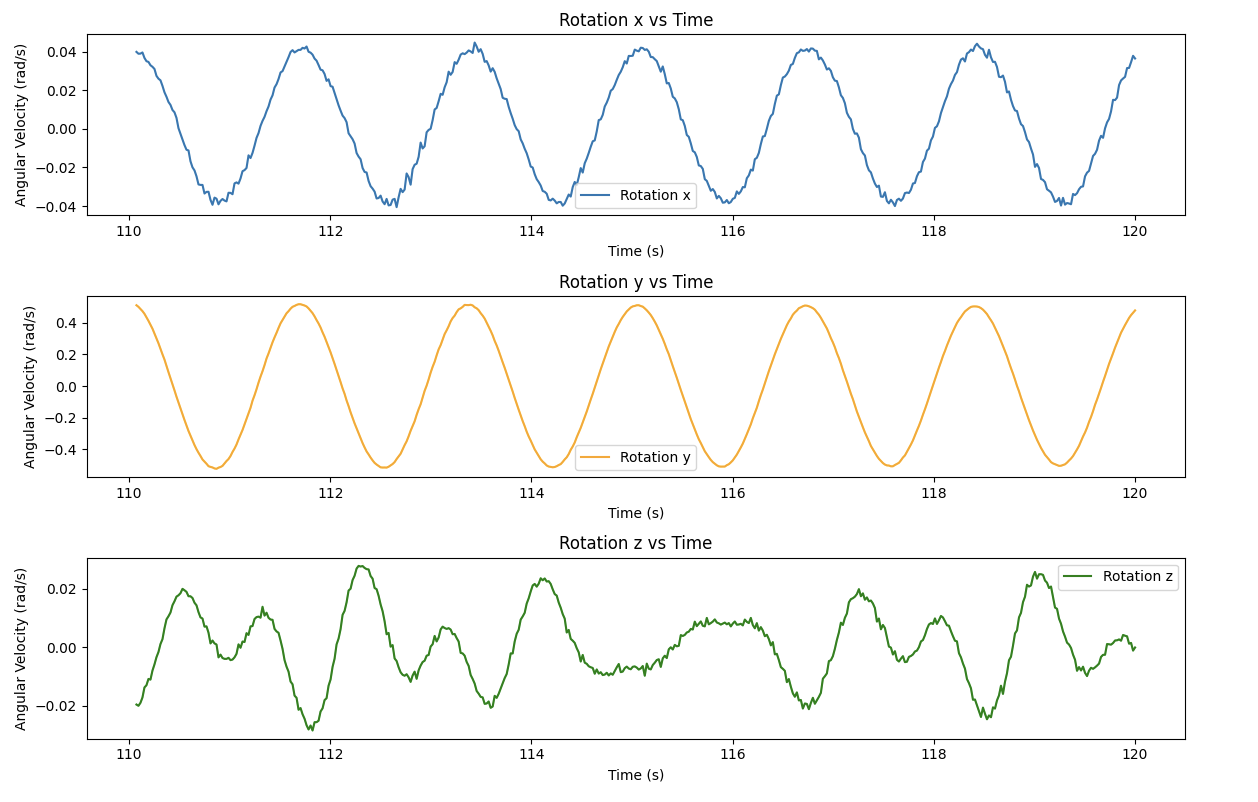 Rotation x vs Time
Angular Velocity (rad/s)
0.04
0.02
0.00
−0.02
−0.04
Rotation x
110 112 114 116 118 120
Time (s)
Rotation y vs Time
Angular Velocity (rad/s)
0.4
0.2
0.0
−0.2
−0.4
Rotation y
110 112 114 116 118 120
Time (s)
Rotation z vs Time
Angular Velocity (rad/s)
0.02
0.00
−0.02
Rotation z
110 112 114 116 118 120
Time (s)